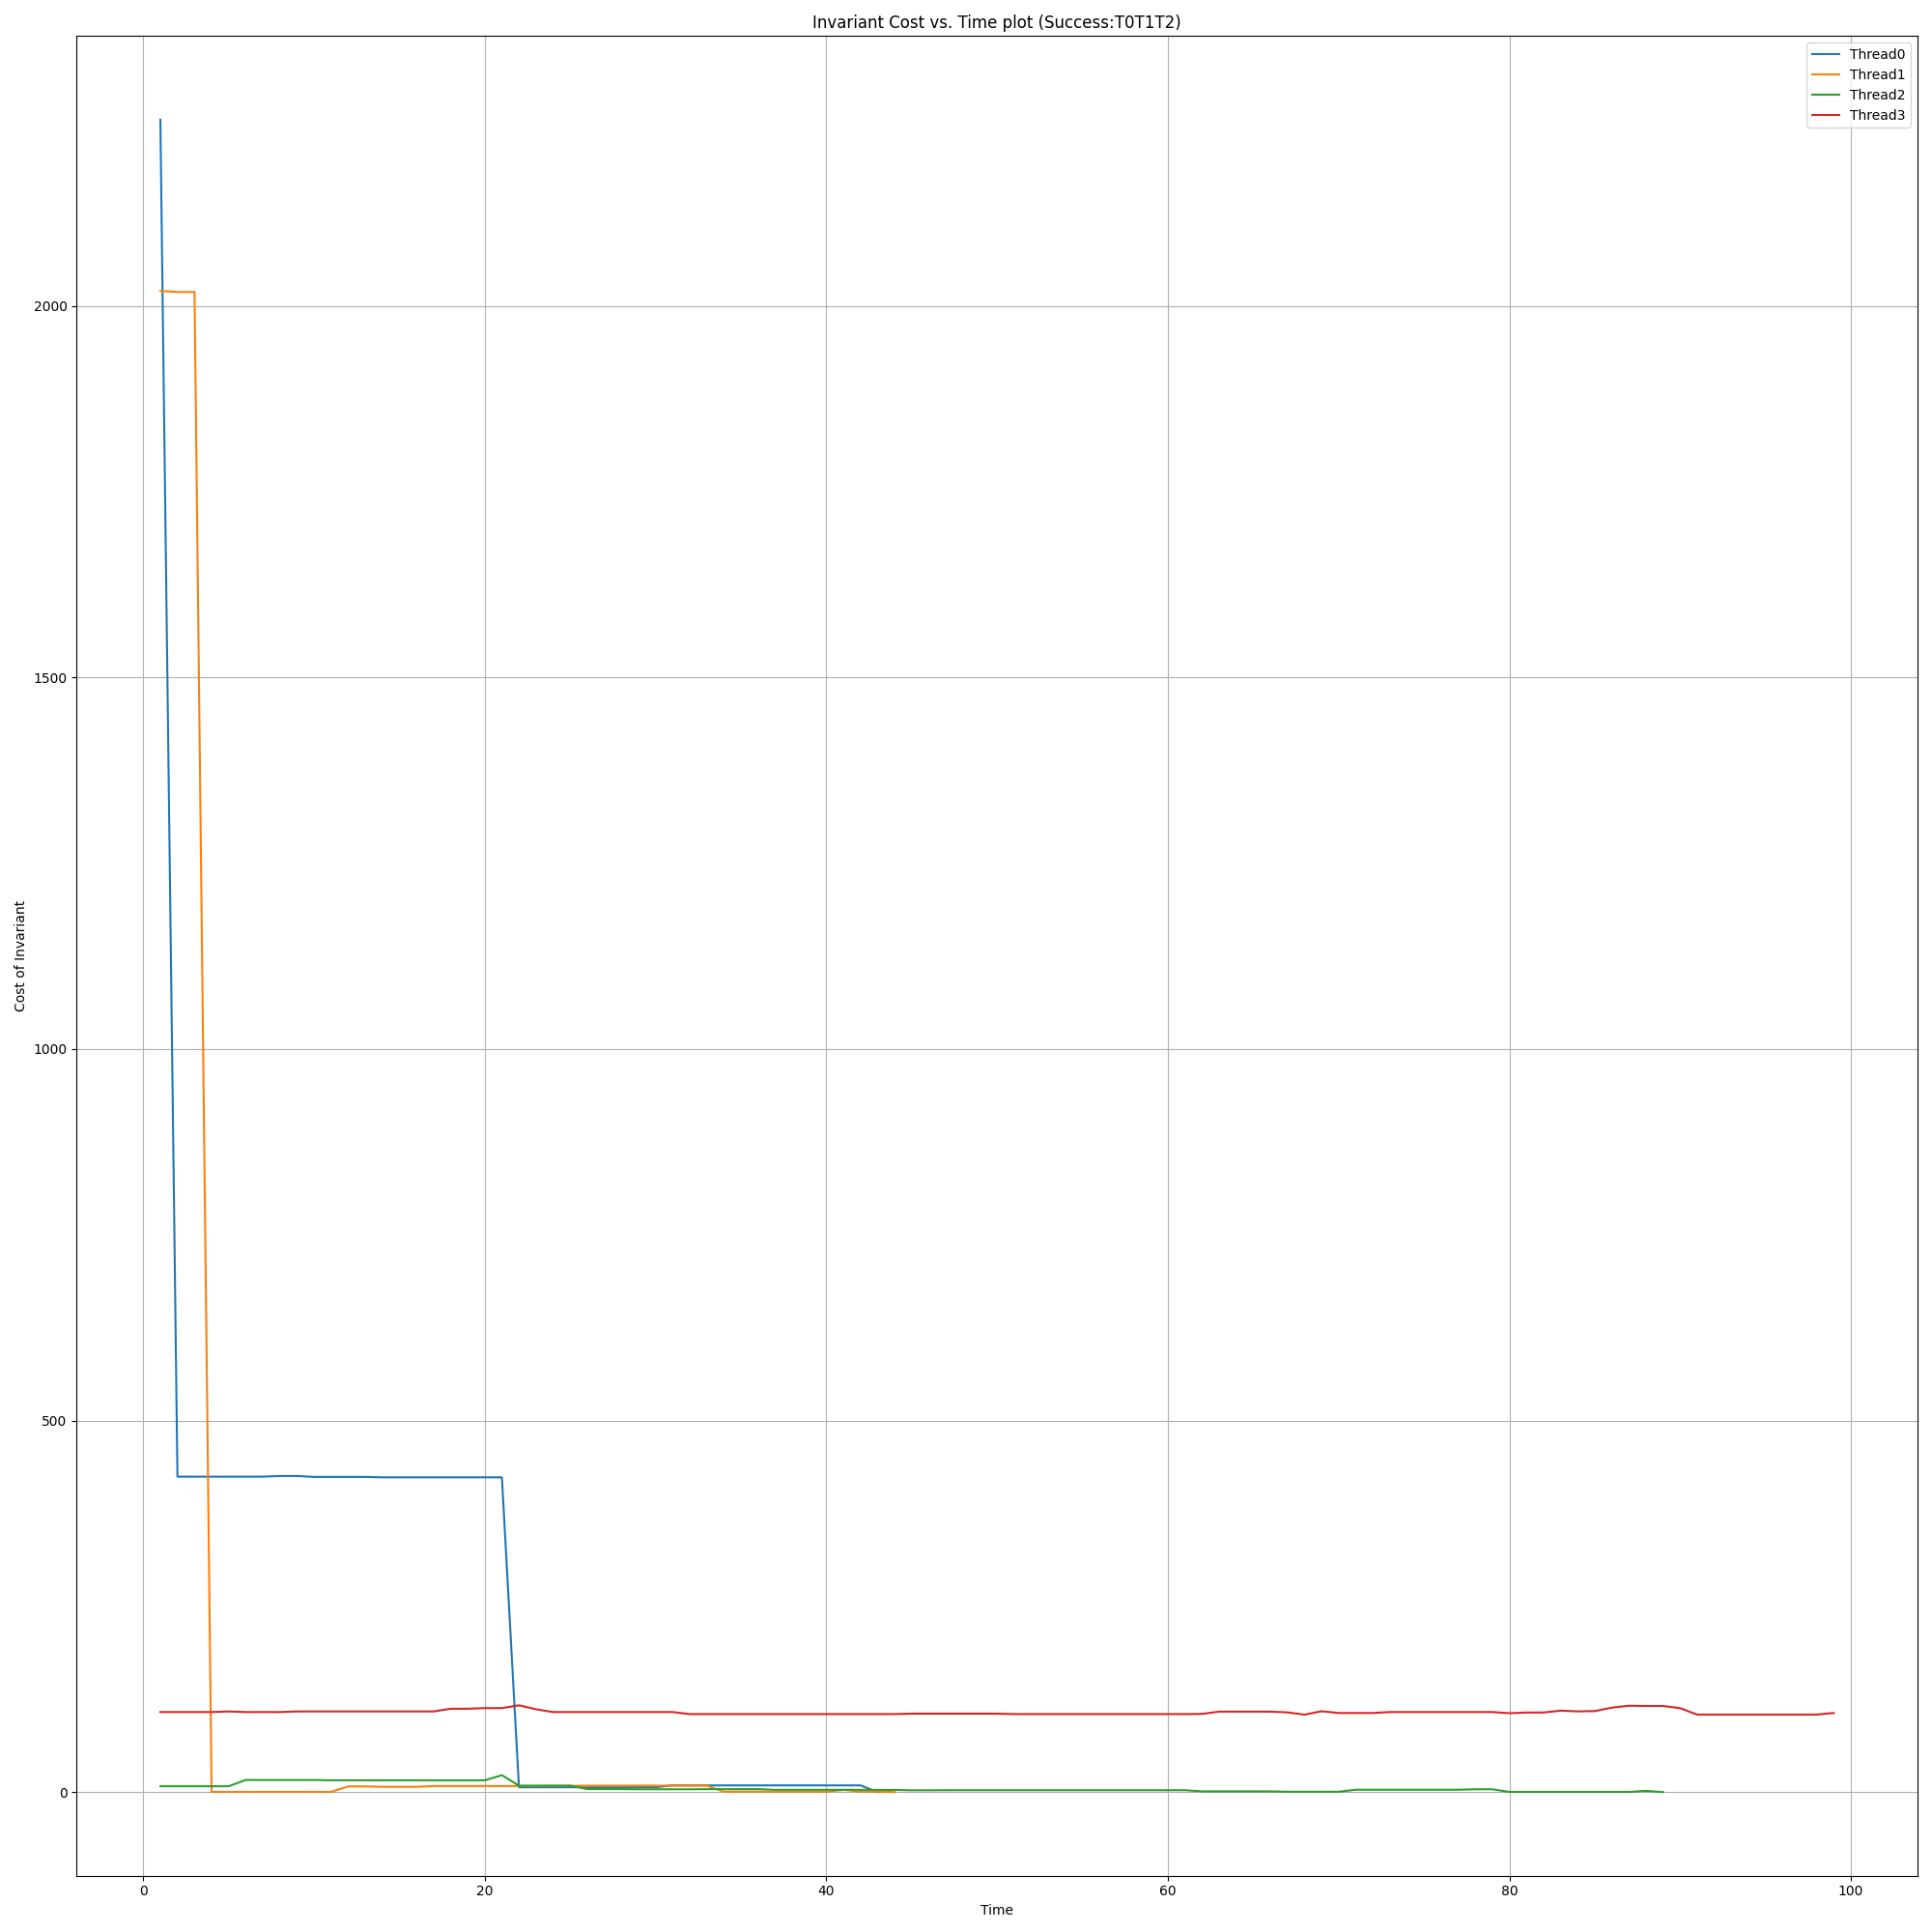 Invariant Cost vs. Time plot (Success:T0T1T2)
Thread0
Thread1
Thread2
Thread3
2000
1500
1000
500
0
Cost of Invariant
0 20 40 60 80 100
Time